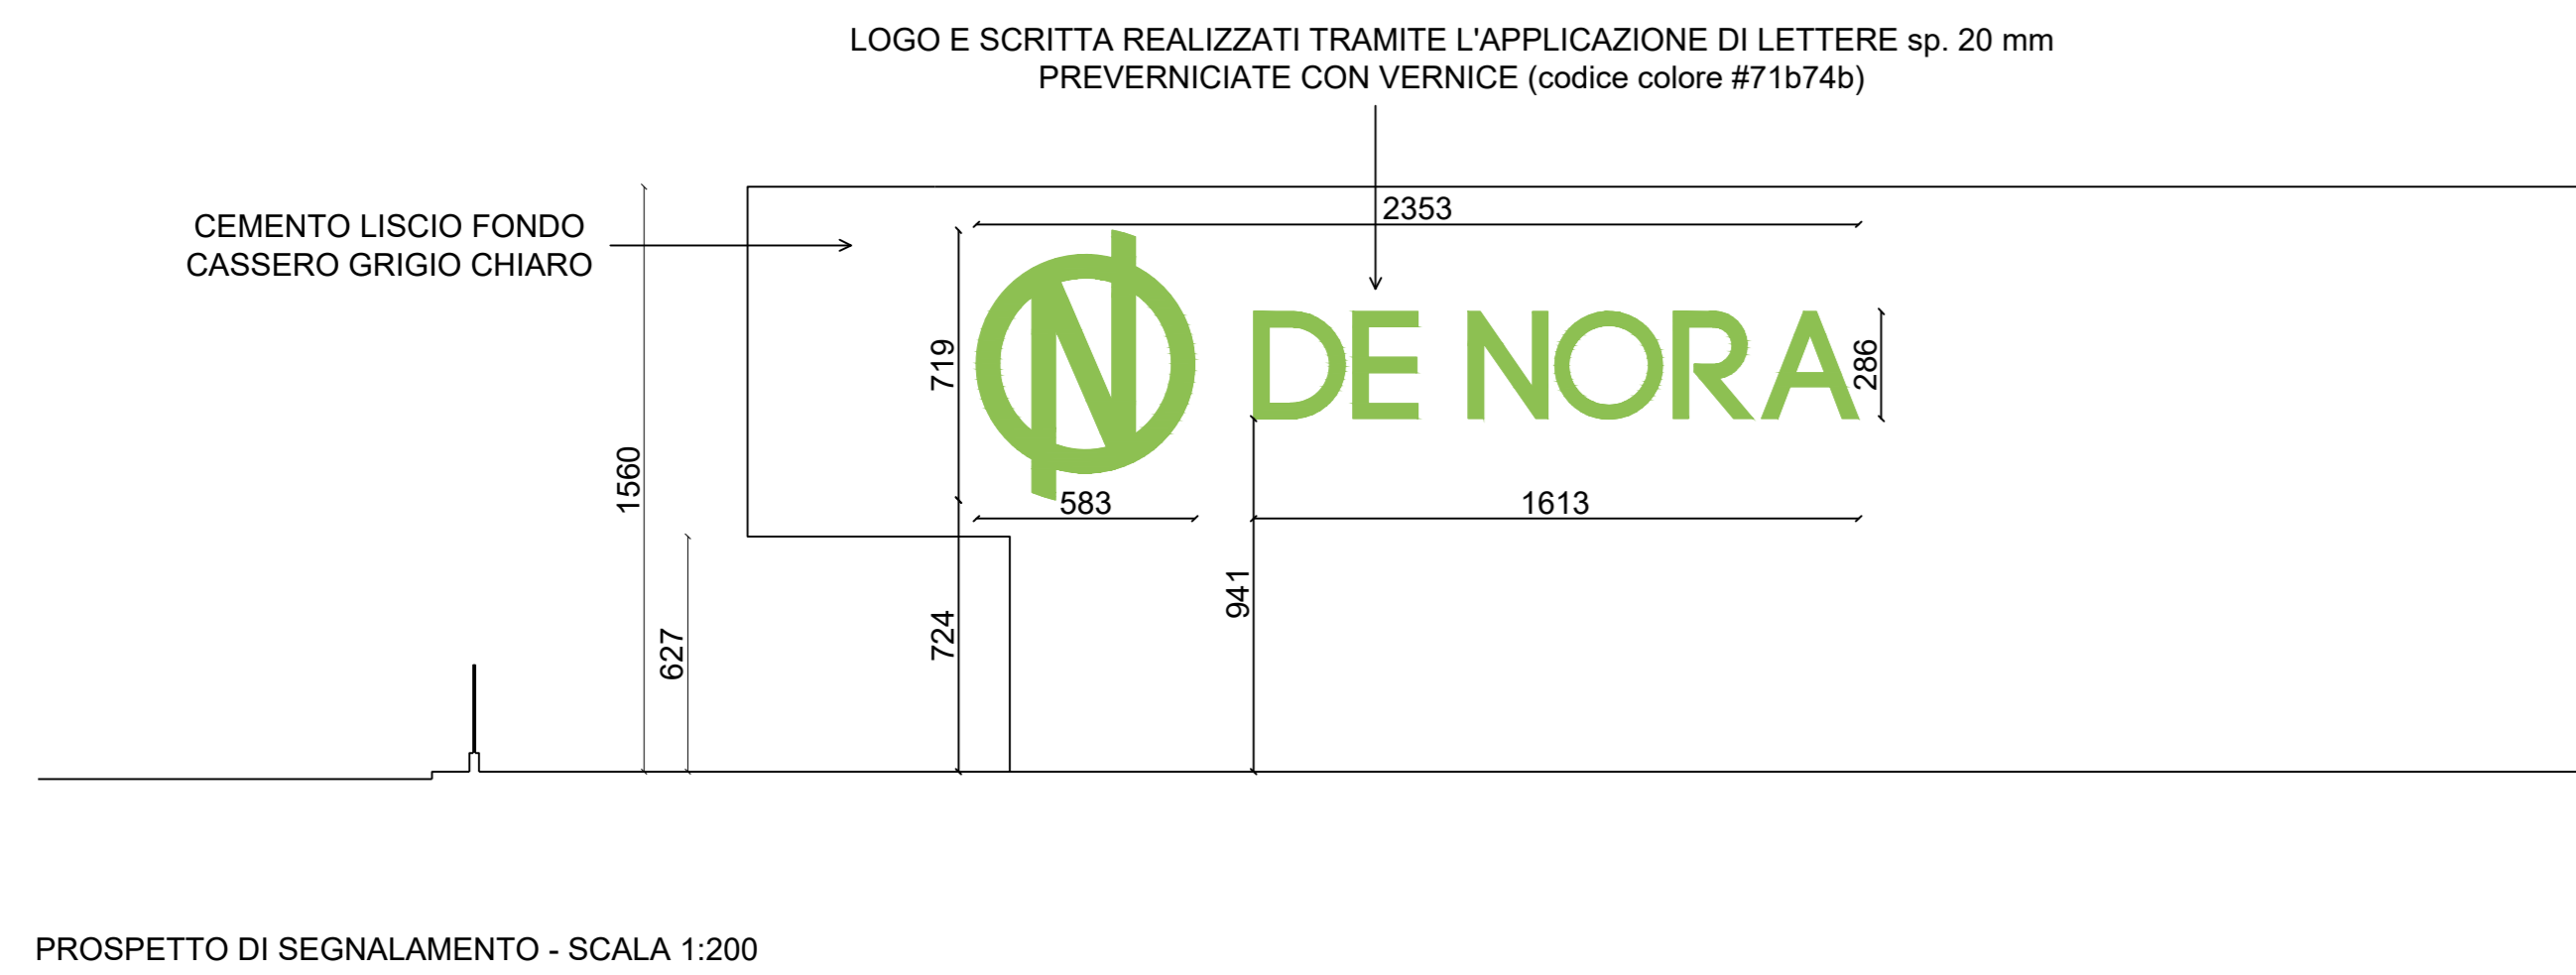 LOGO E SCRITTA REALIZZATI TRAMITE L'APPLICAZIONE DI LETTERE sp. 20 mm
PREVERNICIATE CON VERNICE (codice colore #71b74b)
CEMENTO LISCIO FONDO
CASSERO GRIGIO CHIARO
2353
719
DE NORA
286
1560
583
1613
627
724
941
PROSPETTO DI SEGNALAMENTO - SCALA 1:200